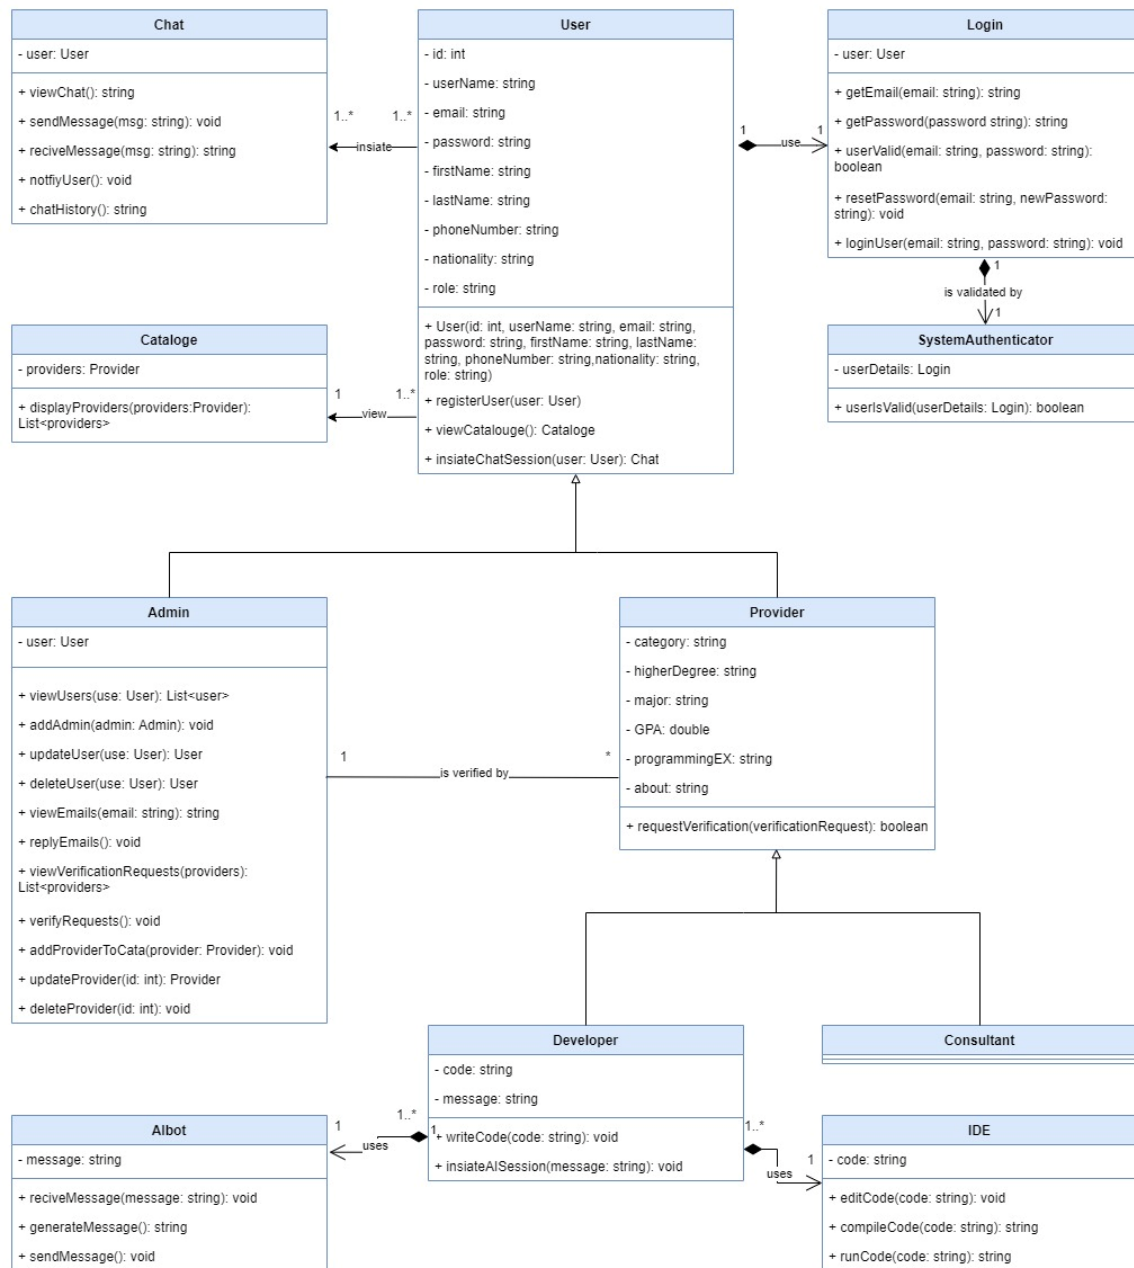 Chat
- user: User
+ viewChat(): string
+ sendMessage(msg: string): void
+ reciveMessage(msg: string): string
+ notfiyUser(): void
+ chatHistory(): string
1..*
1..*
insiate
User
- id: int
- userName: string
- email: string
- password: string
- firstName: string
- lastName: string
- phoneNumber: string
- nationality: string
- role: string
+ User(id: int, userName: string, email: string,
password: string, firstName: string, lastName:
string, phoneNumber: string,nationality: string,
role: string)
+ registerUser(user: User)
+ viewCatalouge(): Cataloge
+ insiateChatSession(user: User): Chat
1
1
use
Login
- user: User
+ getEmail(email: string): string
+ getPassword(password string): string
+ userValid(email: string, password: string):
boolean
+ resetPassword(email: string, newPassword:
string): void
+ loginUser(email: string, password: string): void
1
is validated by
1
Cataloge
- providers: Provider
+ displayProviders(providers:Provider):
List<providers>
1
1..*
view
SystemAuthenticator
- userDetails: Login
+ userIsValid(userDetails: Login): boolean
Admin
- user: User
+ viewUsers(use: User): List<user>
+ addAdmin(admin: Admin): void
+ updateUser(use: User): User
+ deleteUser(use: User): User
+ viewEmails(email: string): string
+ replyEmails(): void
+ viewVerificationRequests(providers):
List<providers>
+ verifyRequests(): void
+ addProviderToCata(provider: Provider): void
+ updateProvider(id: int): Provider
+ deleteProvider(id: int): void
1
*
is verified by
Provider
- category: string
- higherDegree: string
- major: string
- GPA: double
- programmingEX: string
- about: string
+ requestVerification(verificationRequest): boolean
Developer
- code: string
- message: string
+ writeCode(code: string): void
+ insiateAISession(message: string): void
Consultant
1
1..*
1
uses
1..*
1
uses
AIbot
- message: string
+ reciveMessage(message: string): void
+ generateMessage(): string
+ sendMessage(): void
IDE
- code: string
+ editCode(code: string): void
+ compileCode(code: string): string
+ runCode(code: string): string